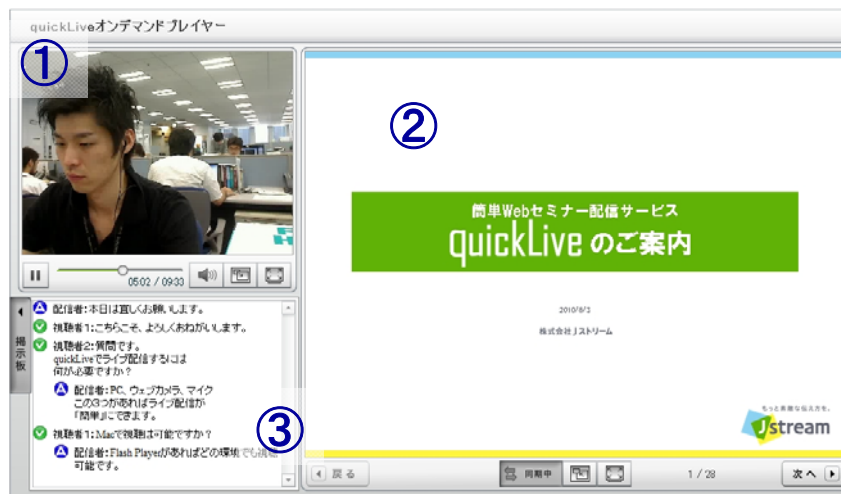 quickLiveオンデマンドプレイヤー
①
②
簡単Webセミナー配信サービス
quickLive のご案内
2010/6/3
株式会社Jストリーム
05:02 / 09:33
掲示板
配信者:本日は宜しくお願いします。
視聴者1:こちらこそ、よろしくおねがいします。
視聴者2:質問です。
quickLiveでライブ配信するには
何が必要ですか?
配信者:PC、ウェブカメラ、マイク
この3つがあればライブ配信が
「簡単」にできます。
視聴者1:Macで視聴は可能ですか?
配信者:Flash Playerがあればどの環境でも視聴
可能です。
③
もっと素敵な伝え方を。
Jstream
戻る
同期中
1 / 28
次へ